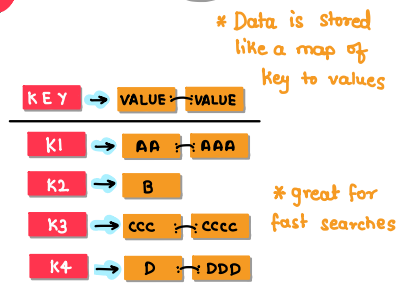 * Data is stored
like a map of
key to values
KEY → VALUE VALUE
K1 → AA AAA
K2 → B
K3 → CCC CCCC
K4 → D DDD
* great for
fast searches